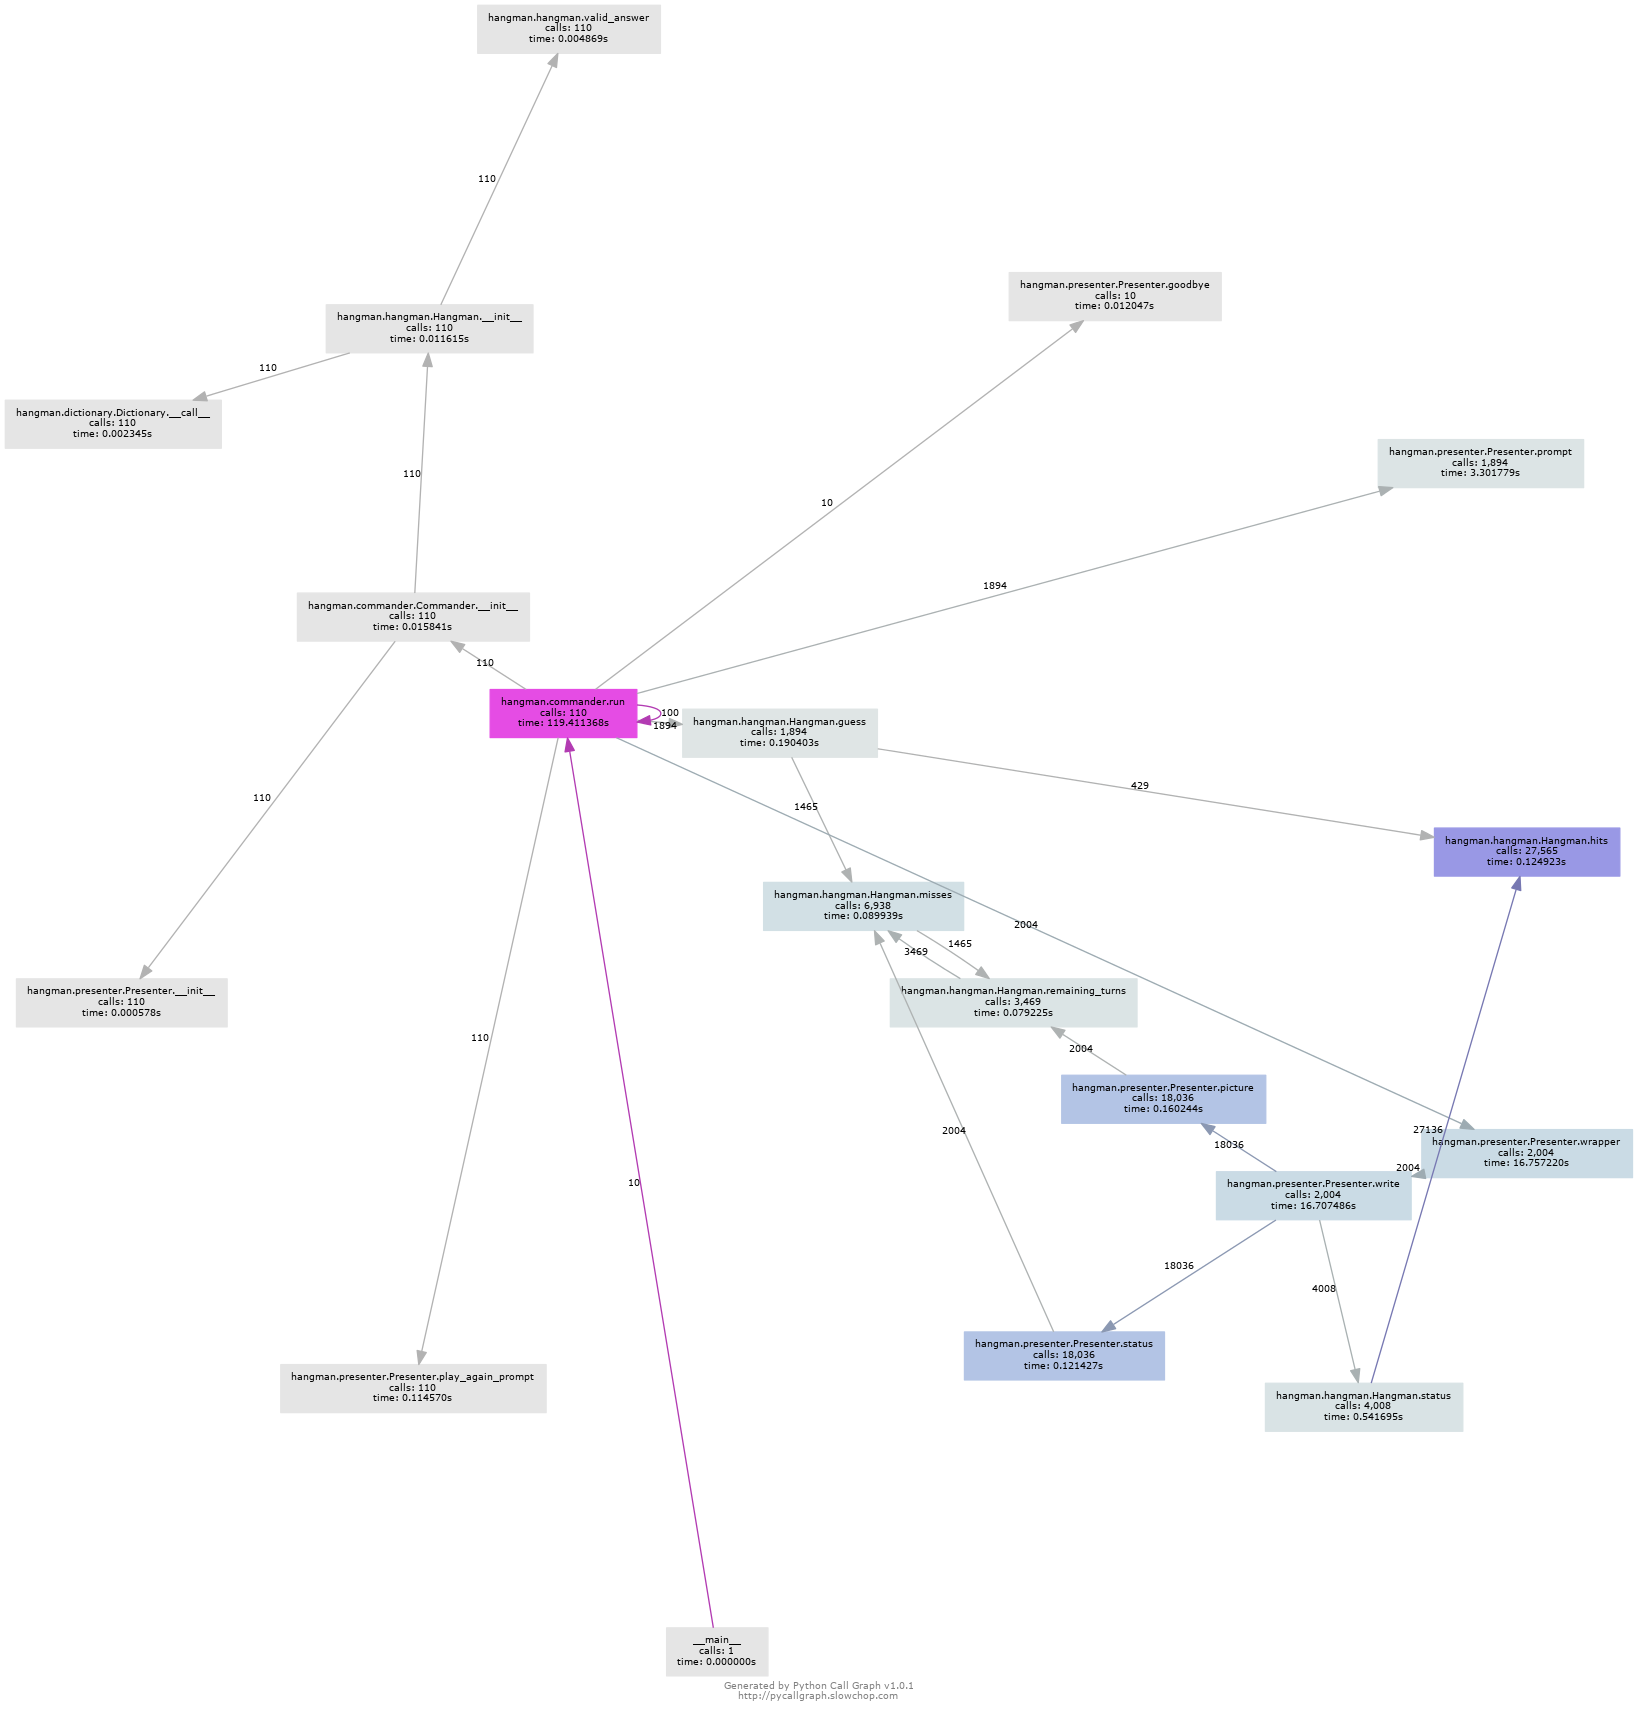 hangman.hangman.valid_answer
calls: 110
time: 0.004869s
110
hangman.presenter.Presenter.goodbye
calls: 10
time: 0.012047s
hangman.hangman.Hangman.__init__
calls: 110
time: 0.011615s
110
hangman.dictionary.Dictionary.__call__
calls: 110
time: 0.002345s
hangman.presenter.Presenter.prompt
calls: 1,894
time: 3.301779s
110
10
1894
hangman.commander.Commander.__init__
calls: 110
time: 0.015841s
110
hangman.commander.run
calls: 110
time: 119.411368s
100
1894
hangman.hangman.Hangman.guess
calls: 1,894
time: 0.190403s
110
1465
429
hangman.hangman.Hangman.hits
calls: 27,565
time: 0.124923s
hangman.hangman.Hangman.misses
calls: 6,938
time: 0.089939s
2004
3469
1465
hangman.presenter.Presenter.__init__
calls: 110
time: 0.000578s
hangman.hangman.Hangman.remaining_turns
calls: 3,469
time: 0.079225s
110
2004
hangman.presenter.Presenter.picture
calls: 18,036
time: 0.160244s
2004
18036
27136
hangman.presenter.Presenter.wrapper
calls: 2,004
time: 16.757220s
2004
hangman.presenter.Presenter.write
calls: 2,004
time: 16.707486s
10
18036
4008
hangman.presenter.Presenter.status
calls: 18,036
time: 0.121427s
hangman.presenter.Presenter.play_again_prompt
calls: 110
time: 0.114570s
hangman.hangman.Hangman.status
calls: 4,008
time: 0.541695s
__main__
calls: 1
time: 0.000000s
Generated by Python Call Graph v1.0.1
http://pycallgraph.slowchop.com